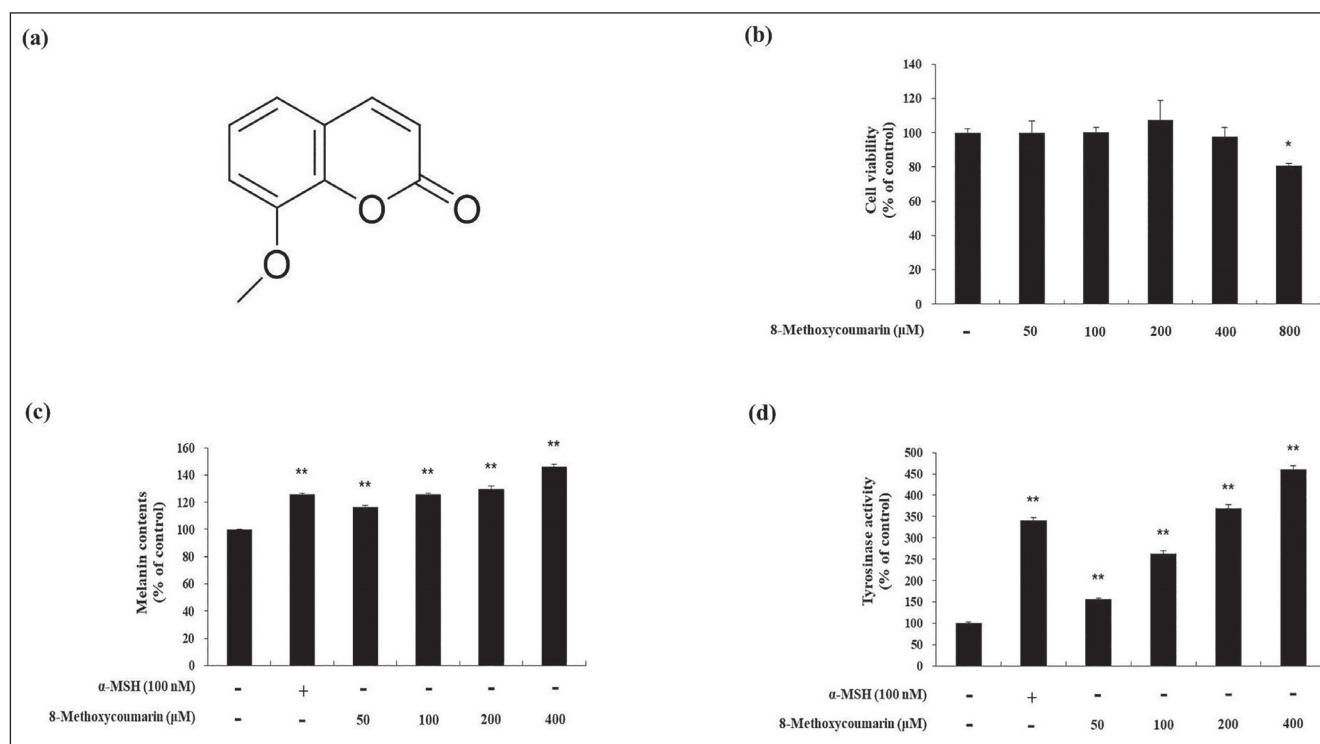 (a)
O
O
O
(b)
Cell viability
(% of control)
140
120
100
80
60
40
20
0
*
8-Methoxycoumarin (μM)
- 50 100 200 400 800
(c)
Melanin contents
(% of control)
160
140
120
100
80
60
40
20
0
** ** ** ** **
α-MSH (100 nM) - + - - - -
8-Methoxycoumarin (μM) - - 50 100 200 400
(d)
Tyrosinase activity
(% of control)
500
450
400
350
300
250
200
150
100
50
0
** ** ** ** **
α-MSH (100 nM) - + - - - -
8-Methoxycoumarin (μM) - - 50 100 200 400